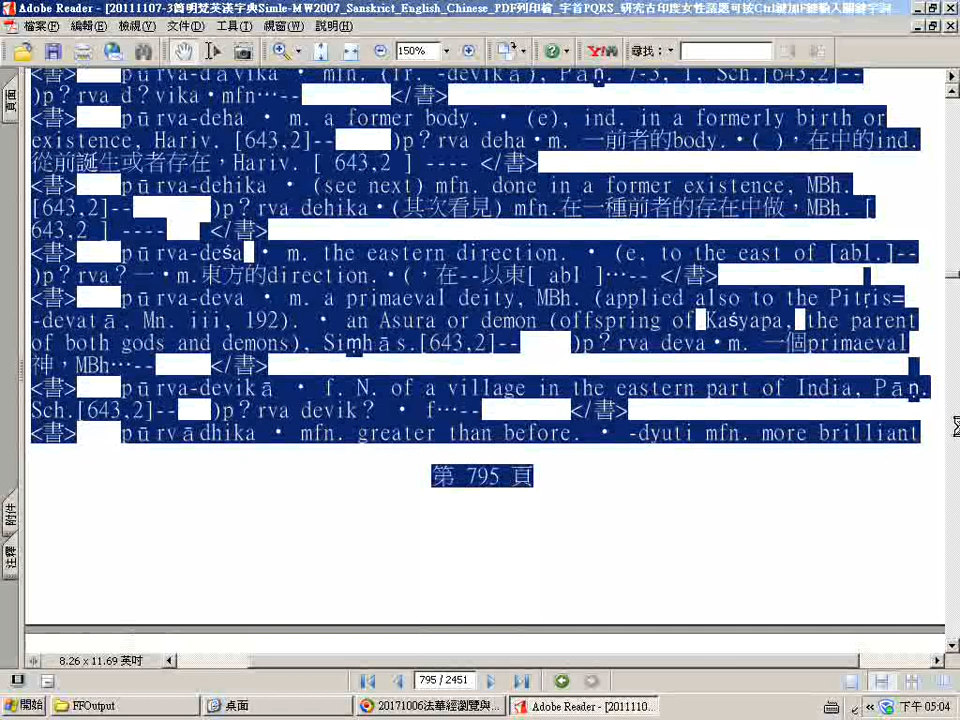 Adobe Reader - [20111107-3簡明梵英漢字典Simle-MW2007_Sanskrict_English_Chinese_PDF列印檔_字首PQRS_研究古印度女性議題可按Ctrl鍵加F鍵輸入關鍵字詞
檔案(F) 編輯(E) 檢視(V) 文件(D) 工具(T) 視窗(W) 說明(H)
150% Y! 尋找：
頁面
<書> pūrva-dāvika • mfn. (fr. -devikā), Pāṇ. 7-3, 1, Sch.[643,2]--
)p？rva d？vika • mfn…-- </書>
<書> pūrva-deha • m. a former body. • (e), ind. in a formerly birth or
existence, Hariv. [643,2]-- )p？rva deha • m. 一前者的body. • ( )，在中的ind.
從前誕生或者存在，Hariv. [ 643,2 ] ---- </書>
<書> pūrva-dehika • (see next) mfn. done in a former existence, MBh.
[643,2]-- )p？rva dehika • (其次看見) mfn.在一種前者的存在中做，MBh. [
643,2 ] ---- </書>
<書> pūrva-deśa • m. the eastern direction. • (e, to the east of [abl.]--
)p？rva？一 • m.東方的direction. • (，在--以東[ abl ]…-- </書>
<書> pūrva-deva • m. a primaeval deity, MBh. (applied also to the Pitṛis=
-devatā, Mn. iii, 192). • an Asura or demon (offspring of Kaśyapa, the parent
of both gods and demons), Siṃhās.[643,2]-- )p？rva deva • m. 一個primaeval
神，MBh…-- </書>
<書> pūrva-devikā • f. N. of a village in the eastern part of India, Pāṇ.
Sch.[643,2]-- )p？rva devik？ • f…-- </書>
<書> pūrvādhika • mfn. greater than before. • -dyuti mfn. more brilliant
第 795 頁
附件
注釋
8.26 x 11.69 英吋
795 / 2451
開始 FFOutput 桌面 20171006法華經瀏覽與... Adobe Reader - [2011110... 下午 05:04